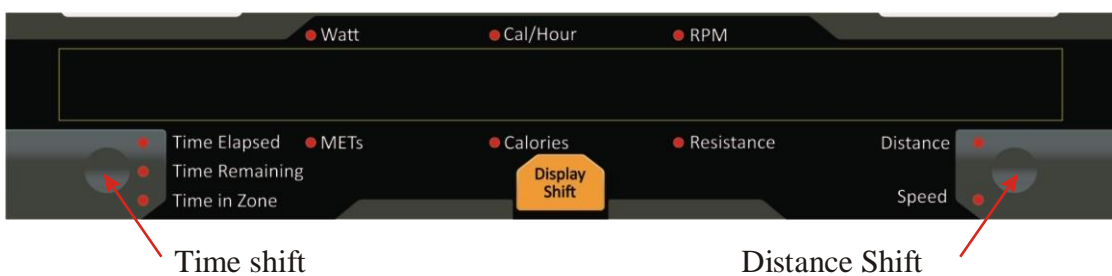 Watt Cal/Hour RPM
Time Elapsed METs Calories Resistance Distance
Time Remaining
Display
Shift
Time in Zone Speed
Time shift Distance Shift